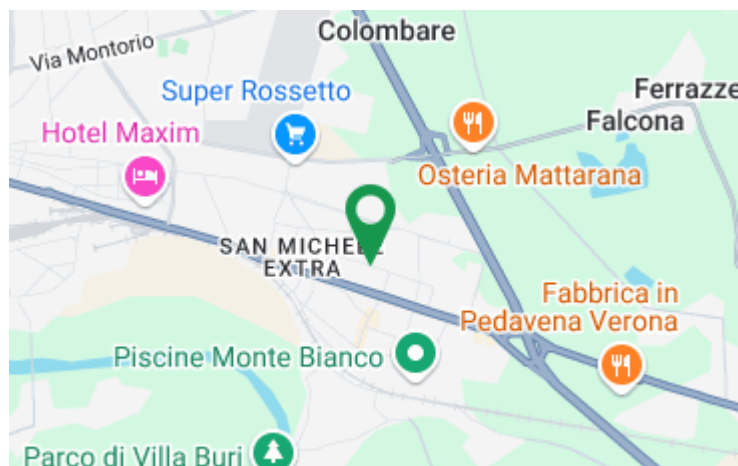 Colombare
Via Montorio
Super Rossetto
Ferrazze
Falcona
Hotel Maxim
Osteria Mattarana
SAN MICHELE
EXTRA
Fabbrica in
Pedavena Verona
Piscine Monte Bianco
Parco di Villa Buri